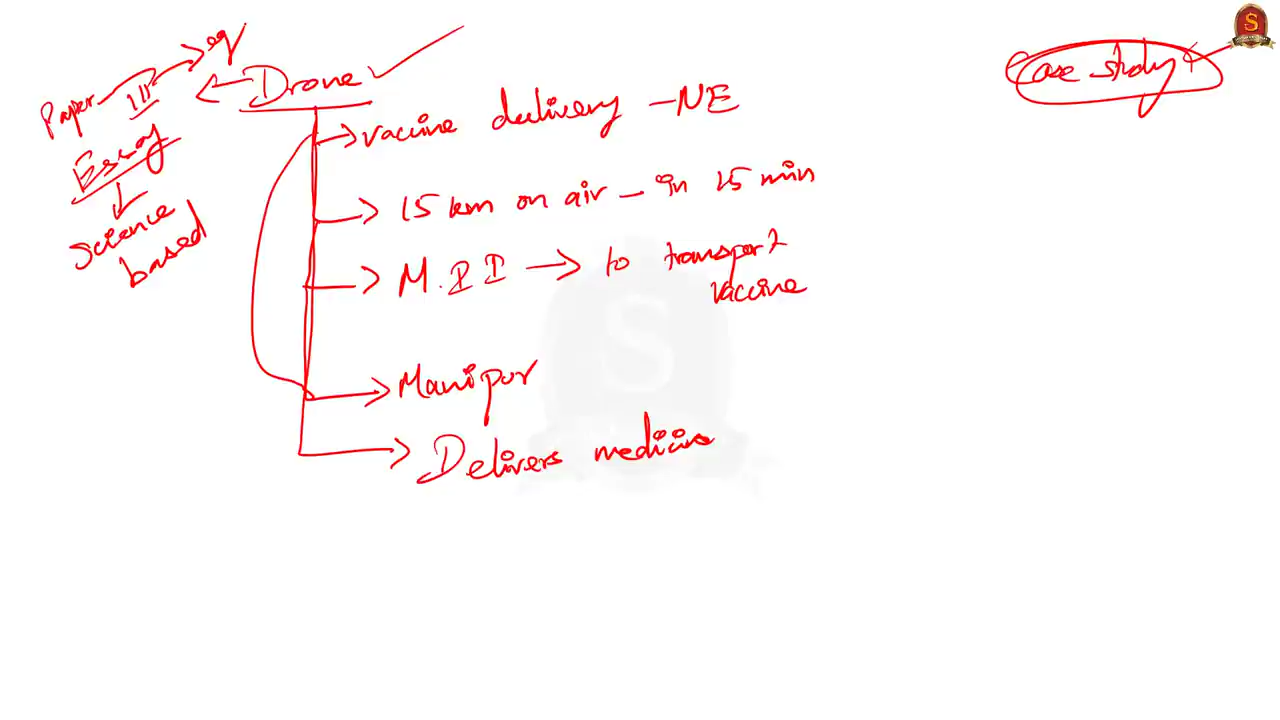 Case study
Drone
Paper III → eg
Essay
Science based
vaccine delivery - NE
15 km on air - in 15 min
M. I I → to transport vaccine
Manipur
Delivers medicine
S